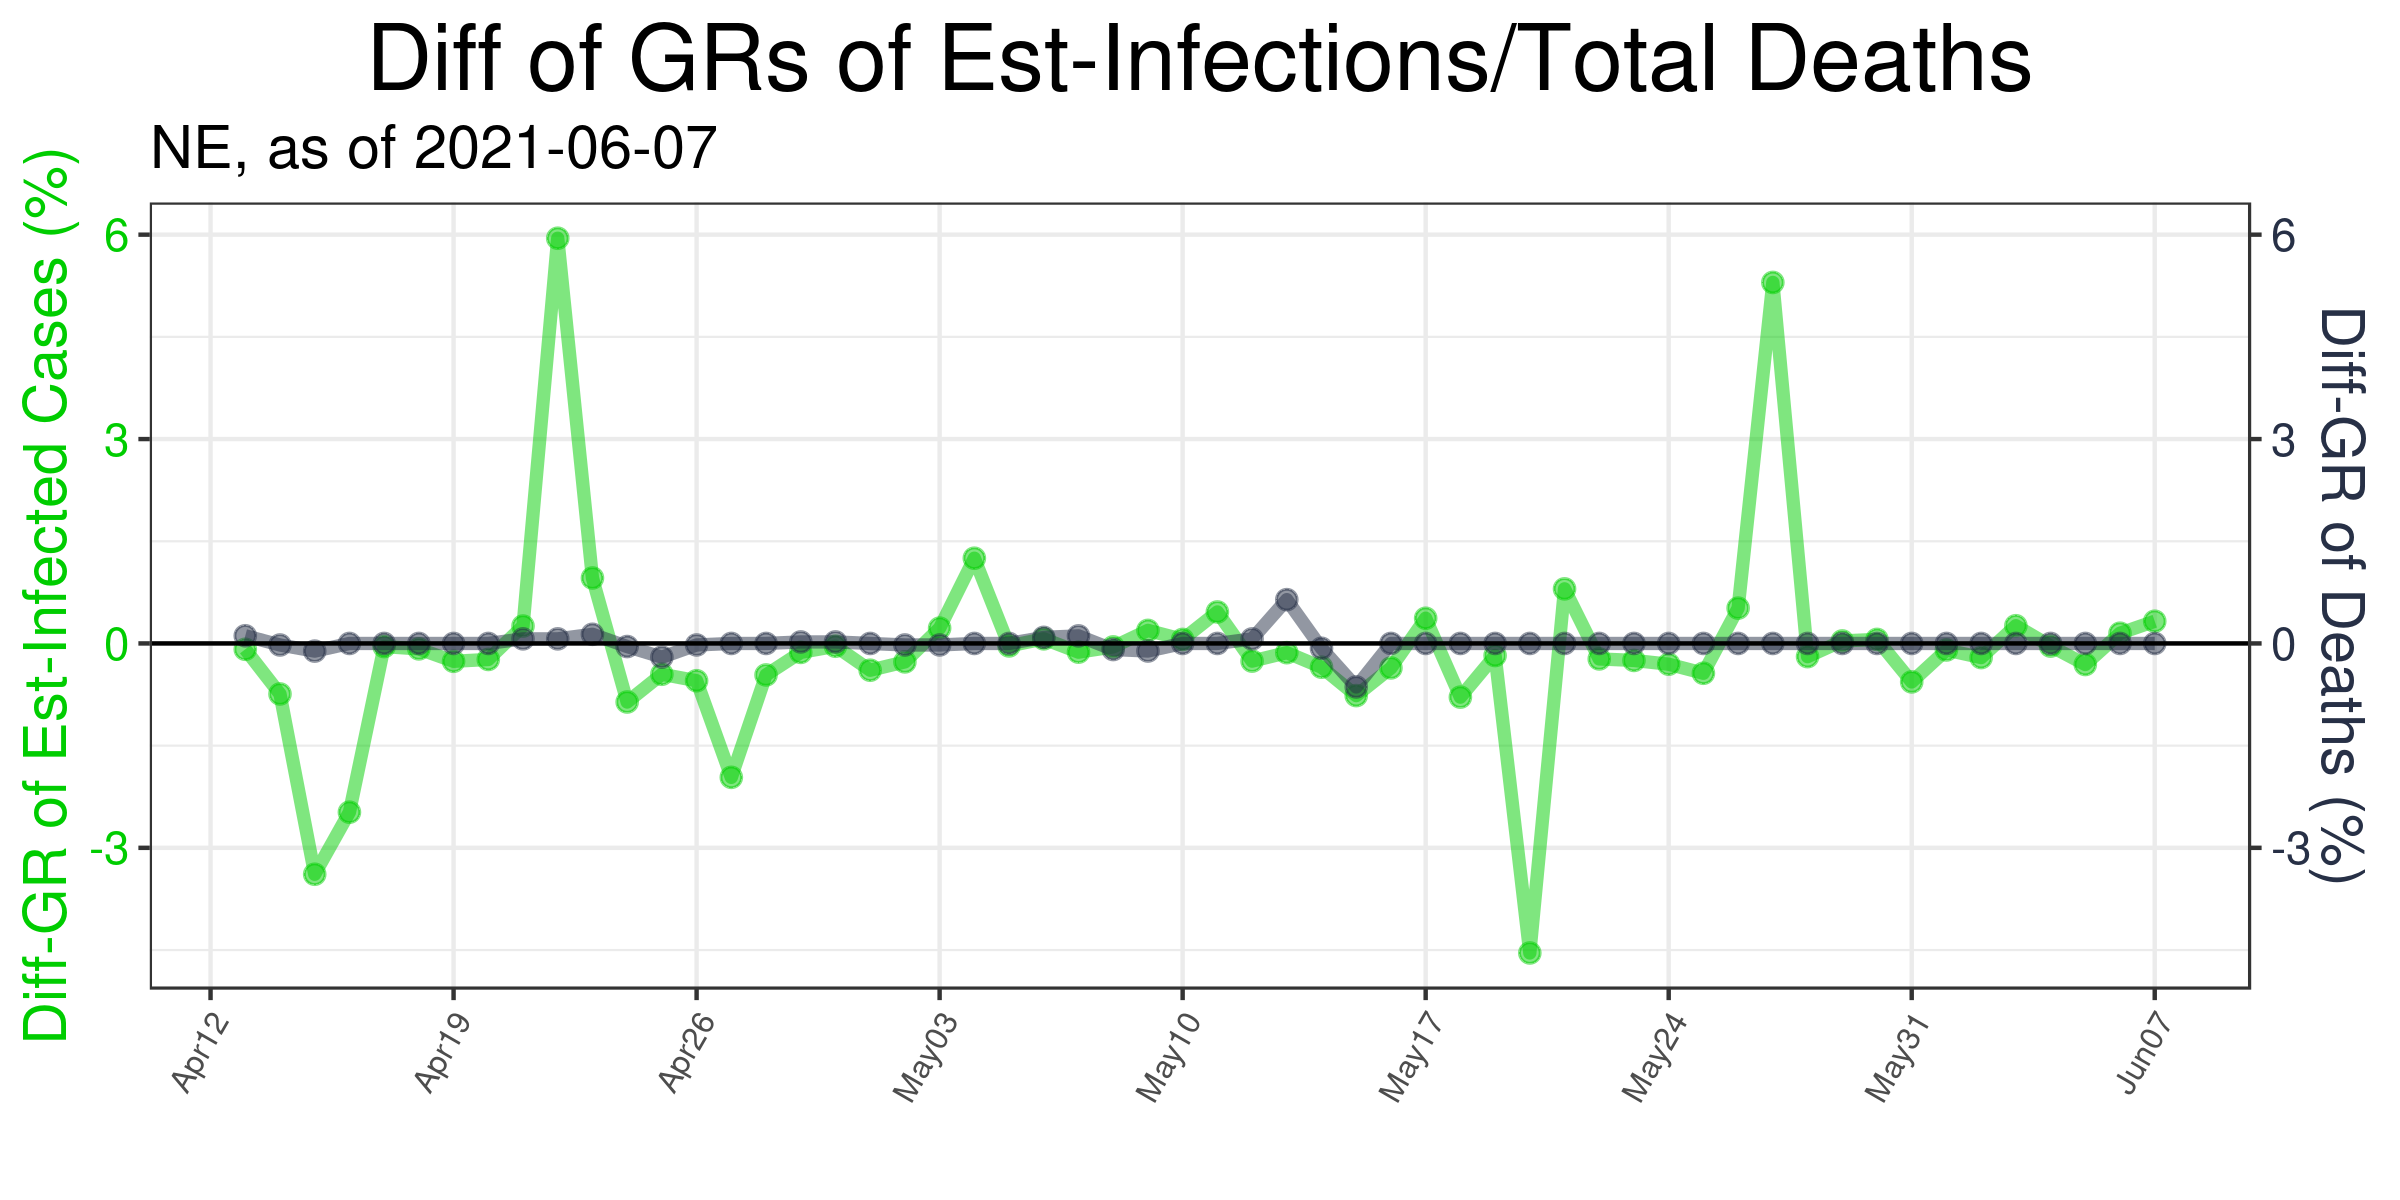 Diff of GRs of Est-Infections/Total Deaths
NE, as of 2021-06-07
Diff-GR of Est-Infected Cases (%)
6
3
0
-3
6
3
0
-3
Diff-GR of Deaths (%)
Apr12
Apr19
Apr26
May03
May10
May17
May24
May31
Jun07